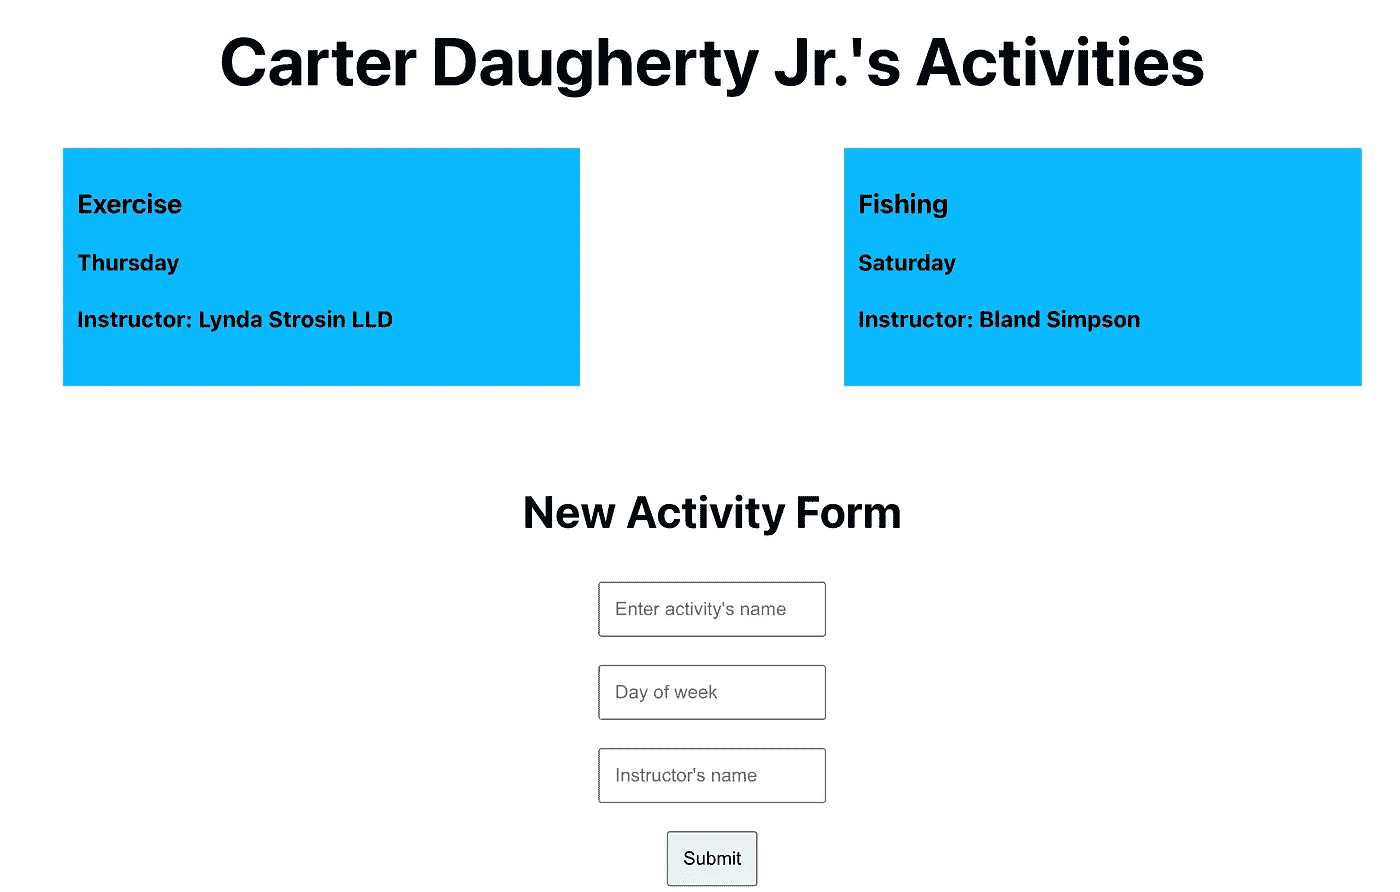 Carter Daugherty Jr.'s Activities
Exercise
Thursday
Instructor: Lynda Strosin LLD
Fishing
Saturday
Instructor: Bland Simpson
New Activity Form
Enter activity's name
Day of week
Instructor's name
Submit